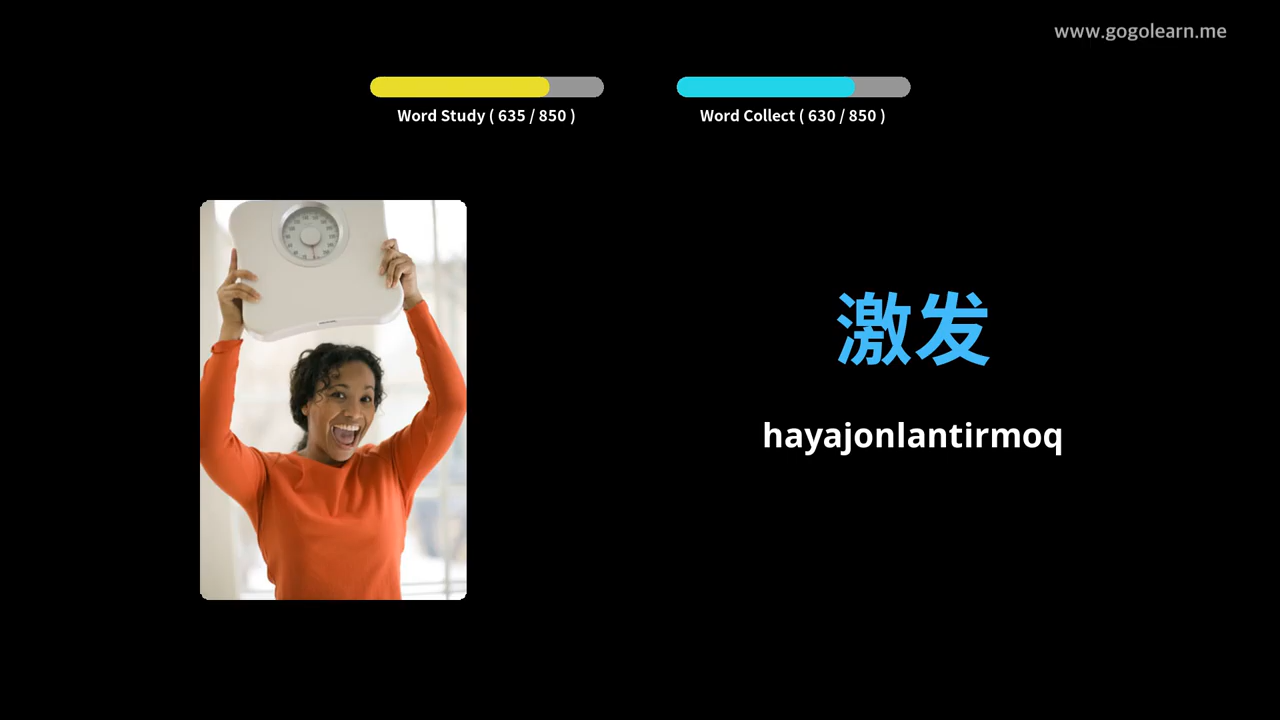 www.gogolearn.me
Word Study ( 635 / 850 )
Word Collect ( 630 / 850 )
激发
hayajonlantirmoq